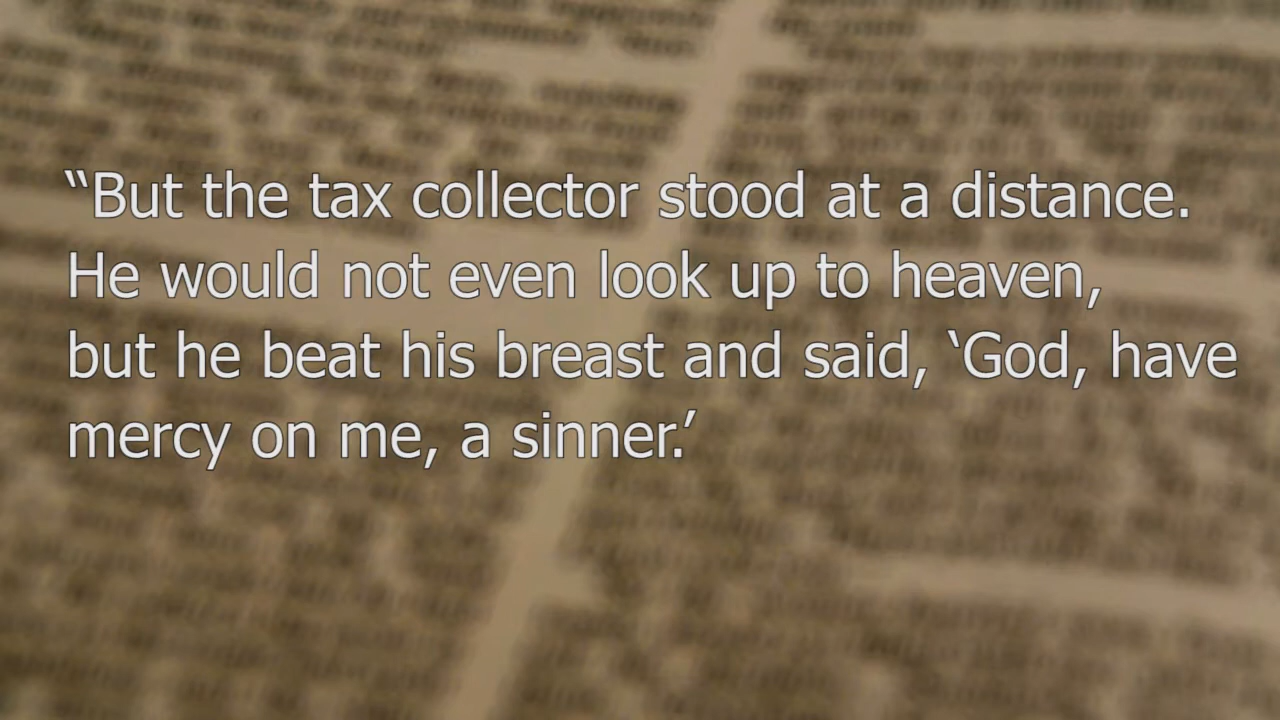 “But the tax collector stood at a distance.
He would not even look up to heaven,
but he beat his breast and said, ‘God, have
mercy on me, a sinner.’